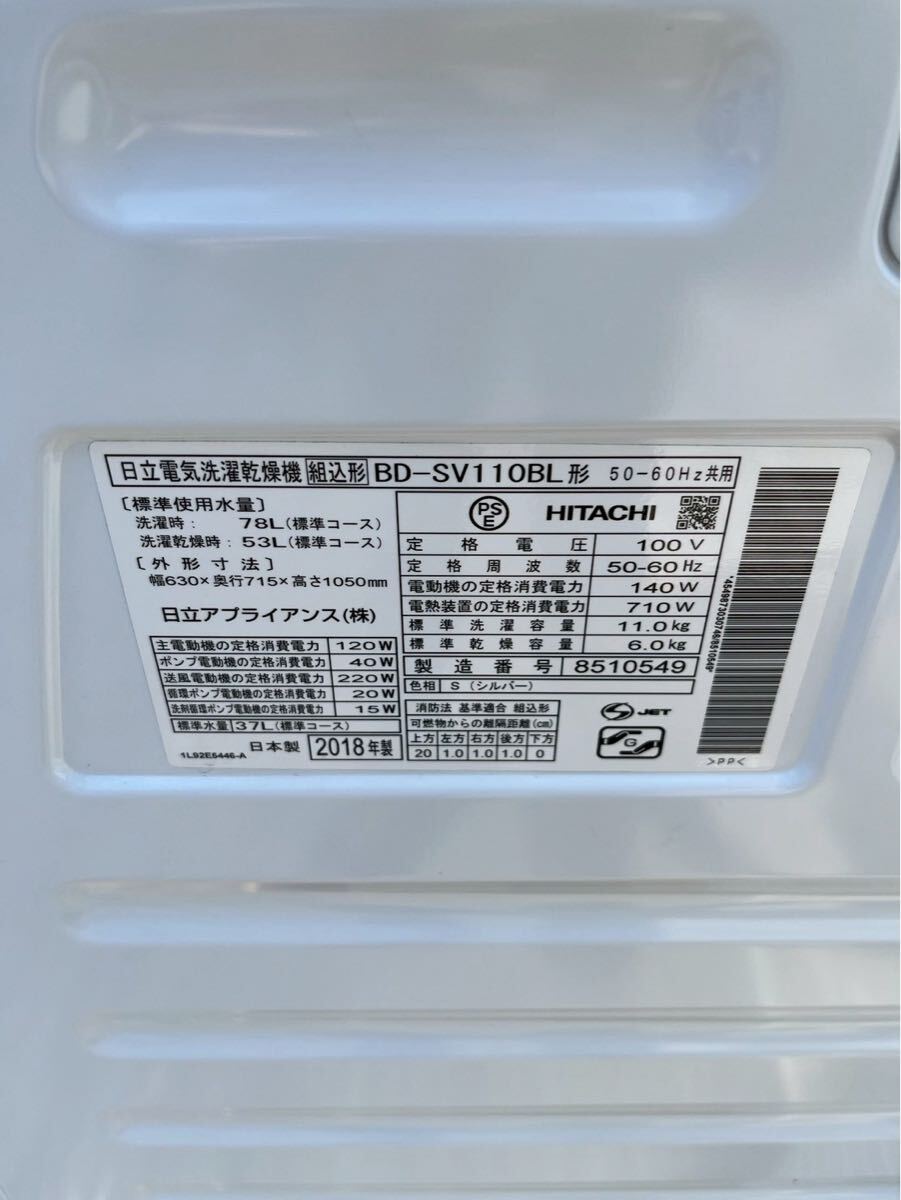 日立電気洗濯乾燥機 組込形 BD-SV110BL形 50-60Hz共用
〔標準使用水量〕
洗濯時： 78L(標準コース)
洗濯乾燥時：53L(標準コース)
〔外形寸法〕
幅630×奥行715×高さ1050mm
日立アプライアンス(株)
主電動機の定格消費電力 120W
ポンプ電動機の定格消費電力 40W
送風電動機の定格消費電力 220W
循環ポンプ電動機の定格消費電力 20W
洗剤循環ポンプ電動機の定格消費電力 15W
標準水量 37L(標準コース)
1L92E5446-A 日本製 2018年製
PSE HITACHI
定格電圧 100V
定格周波数 50-60Hz
電動機の定格消費電力 140W
電熱装置の定格消費電力 710W
標準洗濯容量 11.0kg
標準乾燥容量 6.0kg
製造番号 8510549
色相 S（シルバー）
消防法 基準適合 組込形
可燃物からの離隔距離(cm)
上方 左方 右方 後方 下方
20 1.0 1.0 1.0 0
S JET
G
*4549873030746/8510549*
>PP<